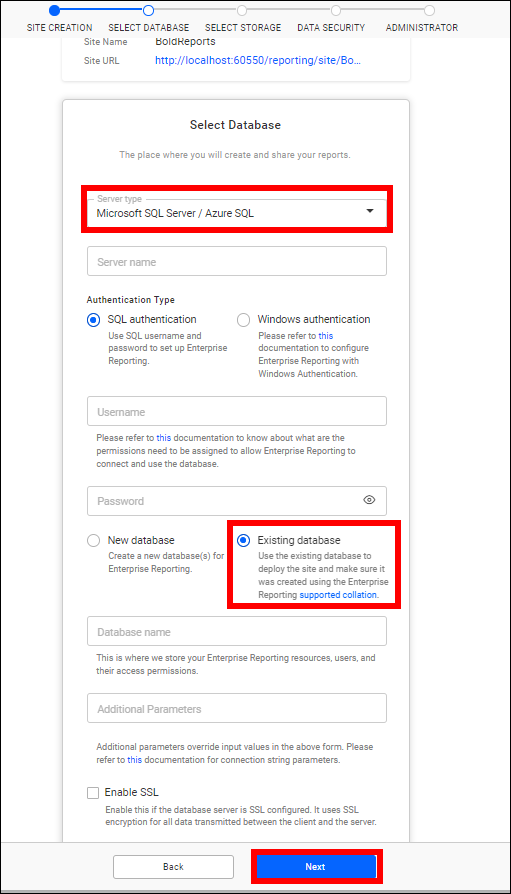 SITE CREATION SELECT DATABASE SELECT STORAGE DATA SECURITY ADMINISTRATOR
Site Name BoldReports
Site URL http://localhost:60550/reporting/site/Bo...
Select Database
The place where you will create and share your reports.
Server type
Microsoft SQL Server / Azure SQL
Server name
Authentication Type
SQL authentication
Use SQL username and
password to set up Enterprise
Reporting.
Windows authentication
Please refer to this
documentation to configure
Enterprise Reporting with
Windows Authentication.
Username
Please refer to this documentation to know about what are the
permissions need to be assigned to allow Enterprise Reporting to
connect and use the database.
Password
New database
Create a new database(s) for
Enterprise Reporting.
Existing database
Use the existing database to
deploy the site and make sure it
was created using the Enterprise
Reporting supported collation.
Database name
This is where we store your Enterprise Reporting resources, users, and
their access permissions.
Additional Parameters
Additional parameters override input values in the above form. Please
refer to this documentation for connection string parameters.
Enable SSL
Enable this if the database server is SSL configured. It uses SSL
encryption for all data transmitted between the client and the server.
Back Next